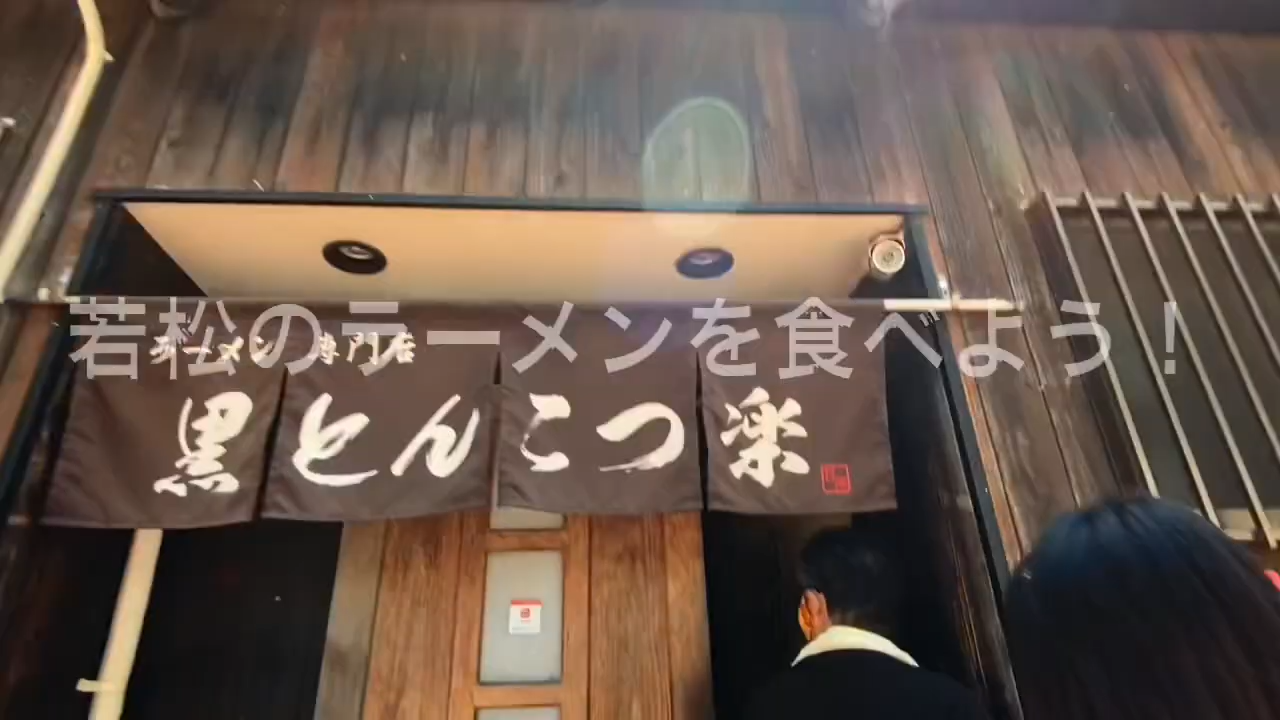 若松のラーメンを食べよう！
ラーメン 専門店
黒とんこつ楽